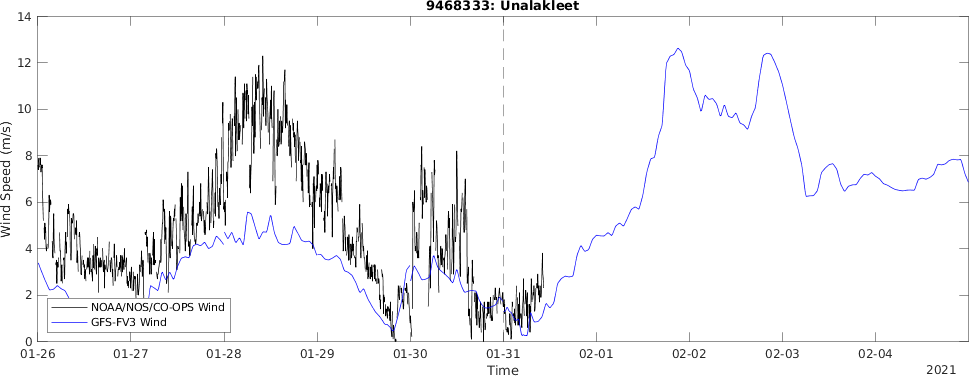 9468333: Unalakleet
Wind Speed (m/s)
14
12
10
8
6
4
2
0
NOAA/NOS/CO-OPS Wind
GFS-FV3 Wind
01-26 01-27 01-28 01-29 01-30 01-31 02-01 02-02 02-03 02-04
Time
2021